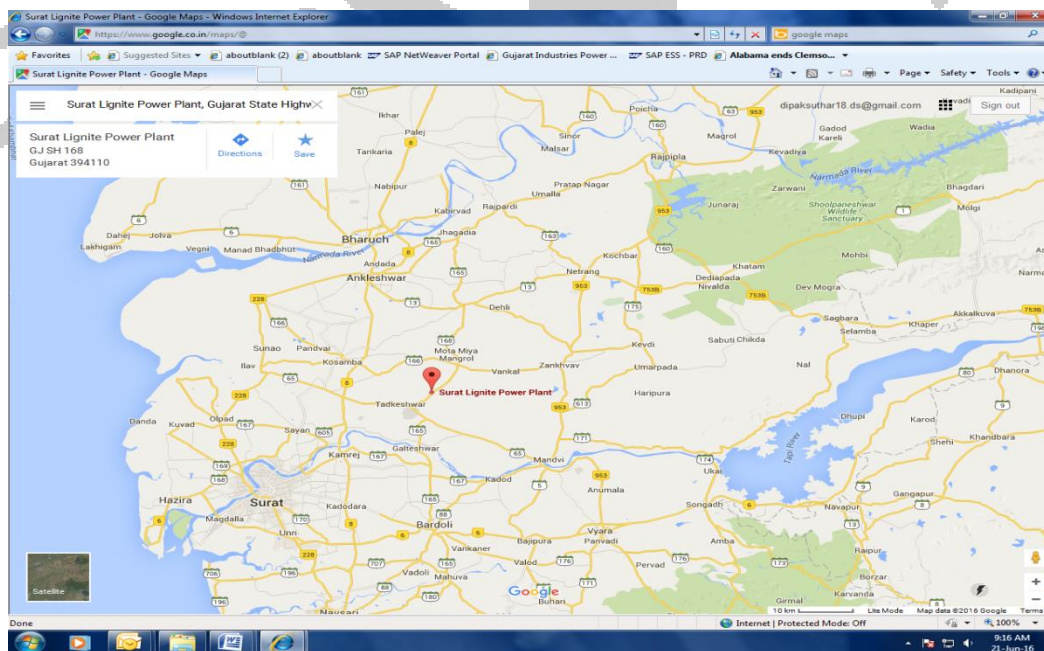 Surat Lignite Power Plant - Google Maps - Windows Internet Explorer
https://www.google.co.in/maps/@
google maps
Favorites
Suggested Sites
aboutblank (2)
aboutblank
SAP NetWeaver Portal
Gujarat Industries Power ...
SAP ESS - PRD
Alabama ends Clemso...
Surat Lignite Power Plant - Google Maps
Page
Safety
Tools
Surat Lignite Power Plant, Gujarat State Highw
dipaksuthar18.ds@gmail.com
Sign out
Surat Lignite Power Plant
GJ SH 168
Gujarat 394110
Directions
Save
Kadipani
Ikhar
Poicha
Palej
Sinor
Malsar
Magrol
Gadod
Kareli
Wadia
Tankaria
Rajpipla
Kevadiya
Narmada River
Nabipur
Pratap Nagar
Umalla
Zarwani
Bhagdari
Kabirvad
Rajpardi
Junaraj
Shoolpaneshwar
Wildlife
Sanctuary
Molgi
Dahej
Jolva
Lakhigam
Vegni
Manad Bhadbhut
Narmada River
Bharuch
Jhagadia
Andada
Ankleshwar
Kochbar
Mohbi
Netrang
Khatam
Dediapada
Nivalda
Dev Mogra
Dehli
Sagbara
Selamba
Akkalkuva
Khaper
Sunao
Pandvai
Mota Miya
Mangrol
Keydi
Sabuti Chikda
Ilav
Kosamba
Vankal
Zankhvav
Umarpada
Nal
Dhanora
Surat Lignite Power Plant
Haripura
Tadkeshwar
Danda
Kuvad
Olpad
Sayan
Dhupi
Karod
Tapi River
Shehi
Khandbara
Kamrej
Galteshwar
Mandvi
Ukai
Hazira
Surat
Kadodara
Kadod
Anumala
Songadh
Navapur
Gangapur
Magdalla
Unn
Bardoli
Vyara
Bajipura
Panvadi
Amba
Raipur
Vankaner
Vadoli
Mahuva
Valod
Pervad
Borzar
Buhari
Girmal
Karvanda
Navsari
Satellite
Google
10 km
Lite Mode
Map data ©2016 Google
Terms
Done
Internet | Protected Mode: Off
100%
9:16 AM
21-Jun-16